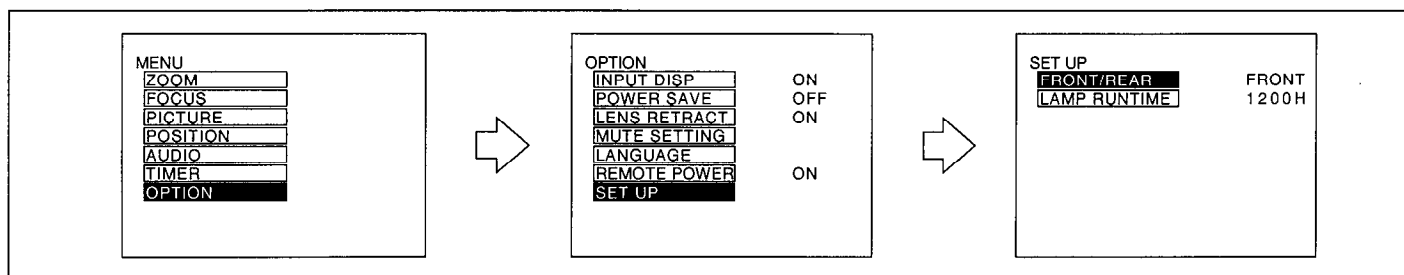 MENU
ZOOM
FOCUS
PICTURE
POSITION
AUDIO
TIMER
OPTION
OPTION
INPUT DISP ON
POWER SAVE OFF
LENS RETRACT ON
MUTE SETTING
LANGUAGE
REMOTE POWER ON
SET UP
SET UP
FRONT/REAR FRONT
LAMP RUNTIME 1200H